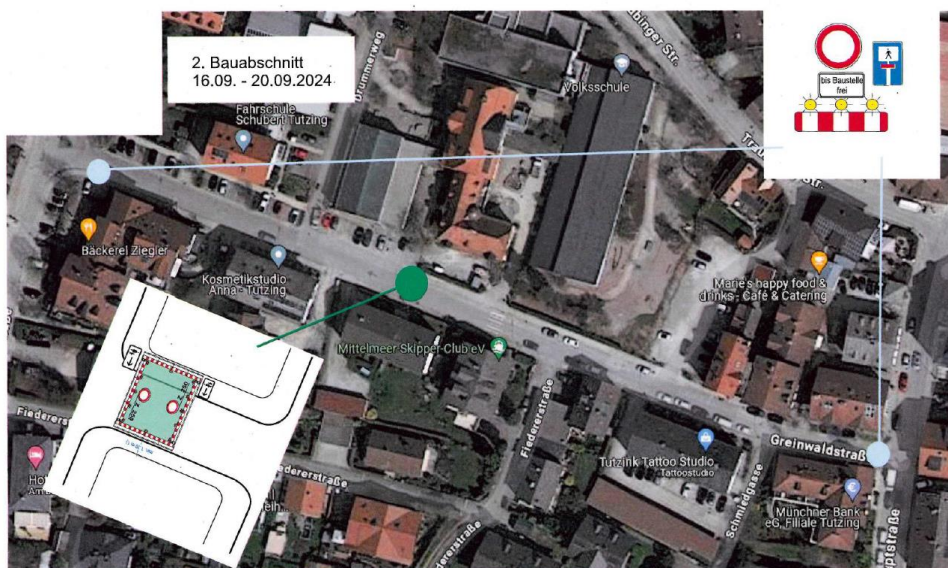 2. Bauabschnitt
16.09. - 20.09.2024
Drummerweg
Volksschule
bis Baustelle
frei
Fahrschule
Schubert Tutzing
Bäckerei Ziegler
Kosmetikstudio
Anna - Tutzing
Marie's happy food &
drinks - Café & Catering
Mittelmeer-Skipper-Club eV
Fiedererstraße
Greinwaldstraße
Tutzink Tattoo Studio
Tattoostudio
Schmiedgasse
Münchner Bank
eG, Filiale Tutzing